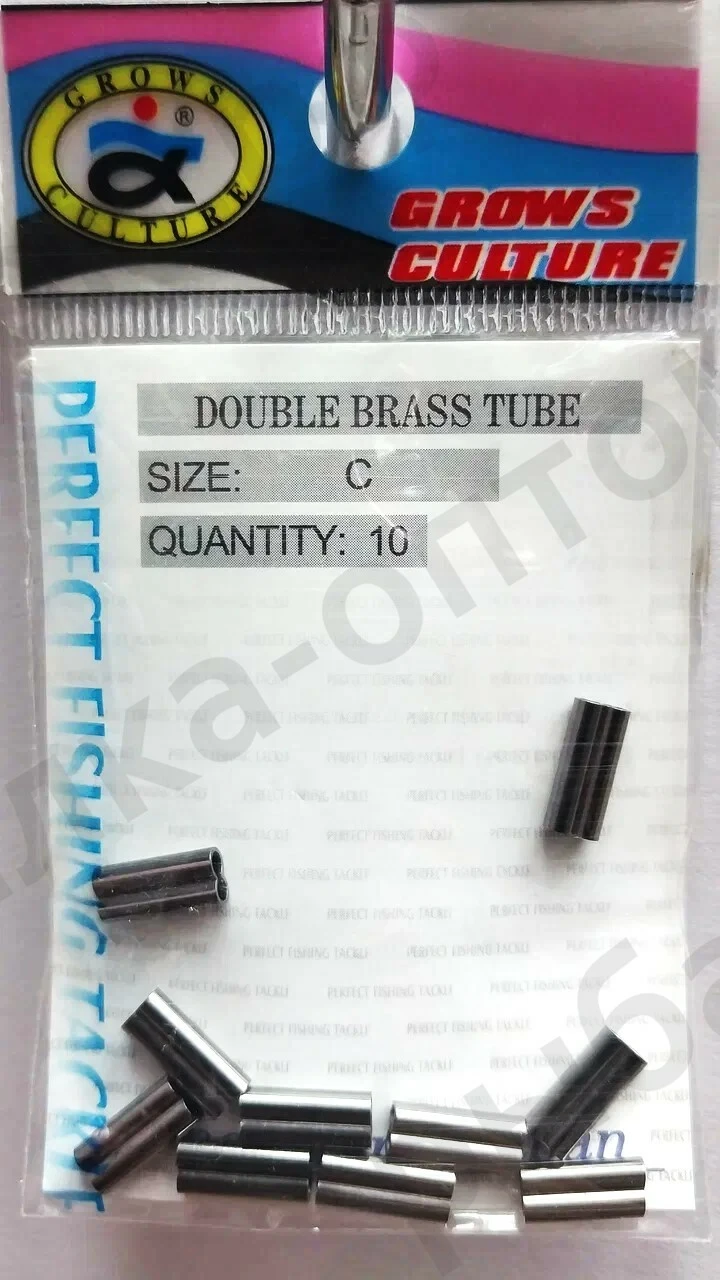 GROWS
CULTURE
®
GROWS
CULTURE
DOUBLE BRASS TUBE
SIZE: C
QUANTITY: 10
PERFECT FISHING TACKLE